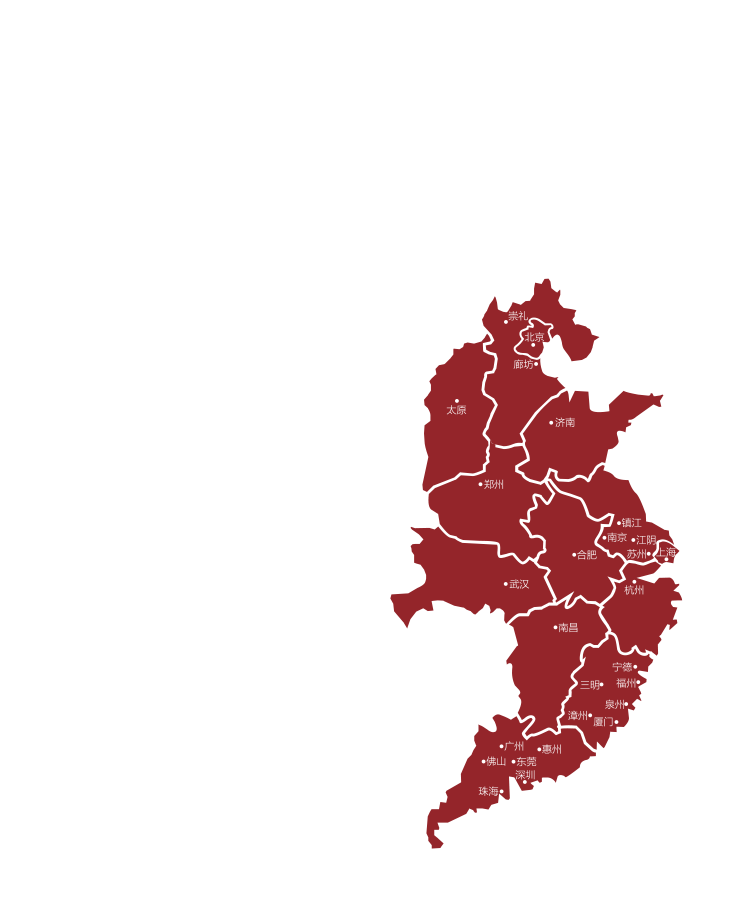 崇礼
北京
廊坊
太原
济南
郑州
镇江
南京
江阴
苏州
上海
合肥
武汉
杭州
南昌
宁德
福州
三明
泉州
漳州
厦门
广州
惠州
佛山
东莞
深圳
珠海